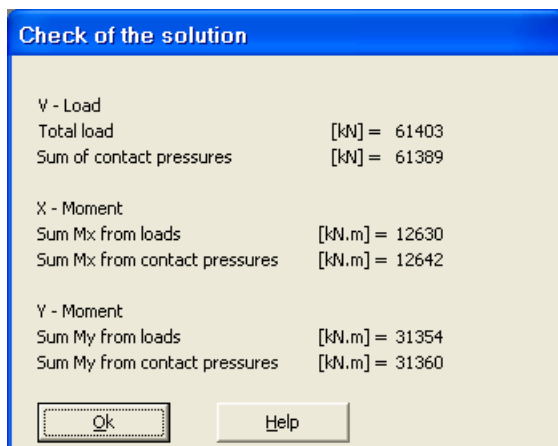 Check of the solution
V - Load
Total load [kN] = 61403
Sum of contact pressures [kN] = 61389
X - Moment
Sum Mx from loads [kN.m] = 12630
Sum Mx from contact pressures [kN.m] = 12642
Y - Moment
Sum My from loads [kN.m] = 31354
Sum My from contact pressures [kN.m] = 31360
Ok Help